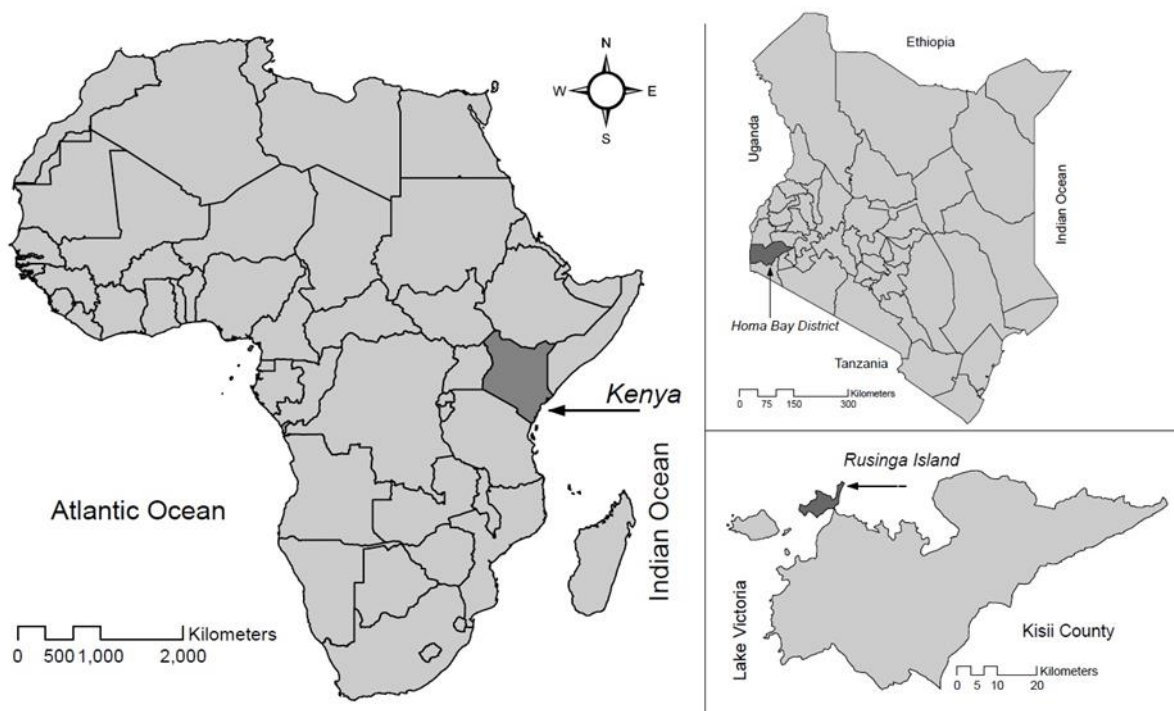 N
W
E
S
Kenya
Atlantic Ocean
Indian Ocean
Kilometers
0 500 1,000 2,000
Ethiopia
Uganda
Indian Ocean
Homa Bay District
Tanzania
Kilometers
0 75 150 300
Rusinga Island
Lake Victoria
Kisii County
Kilometers
0 5 10 20